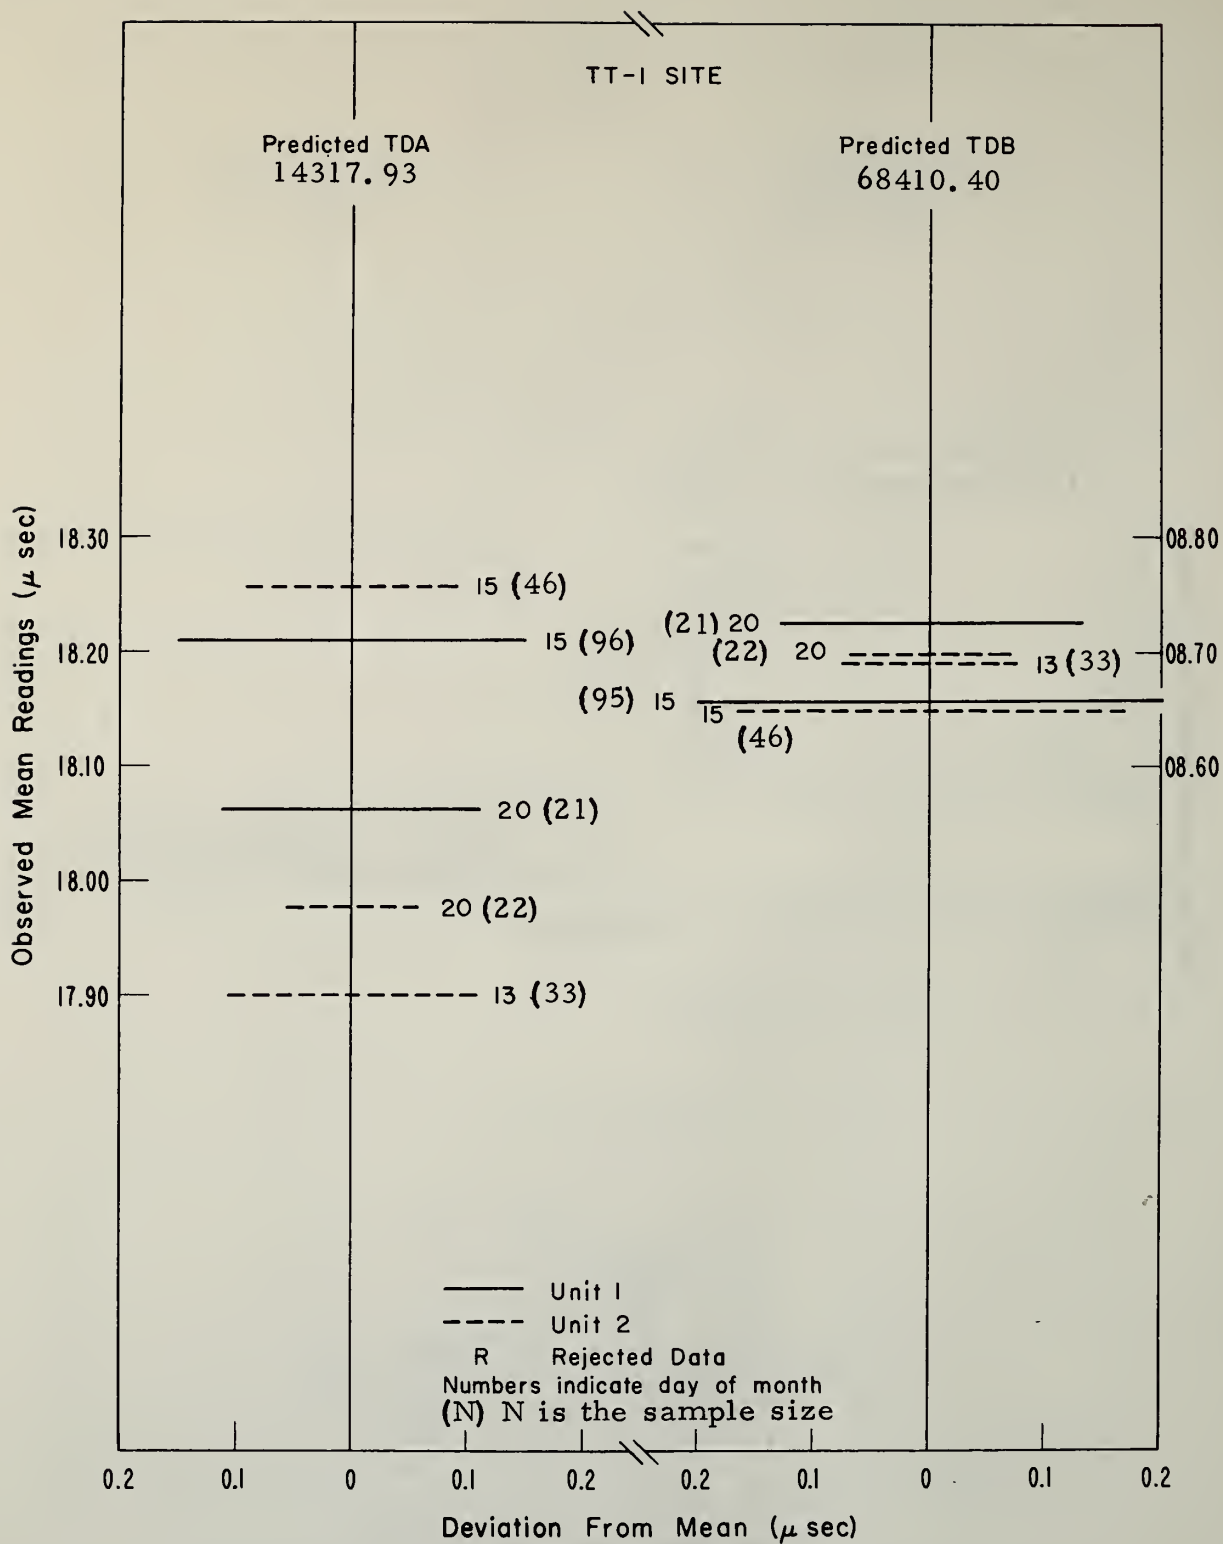 TT-1 SITE
Predicted TDA
14317.93
Predicted TDB
68410.40
Observed Mean Readings (μ sec)
18.30
18.20
18.10
18.00
17.90
15 (46)
15 (96)
20 (21)
20 (22)
13 (33)
(21) 20
(22) 20
13 (33)
(95) 15
15
(46)
08.80
08.70
08.60
Unit 1
Unit 2
R Rejected Data
Numbers indicate day of month
(N) N is the sample size
0.2 0.1 0 0.1 0.2 0.2 0.1 0 0.1 0.2
Deviation From Mean (μ sec)